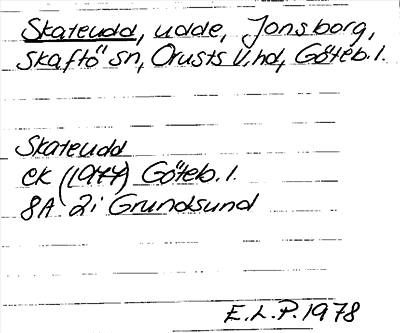 Skateudd, udde, Jonsborg,
Skaftö sn, Orusts V. hd, Göteb. l.
Skateudd
ek (1944) Göteb. l.
8A 2i Grundsund
E.L.P. 1978